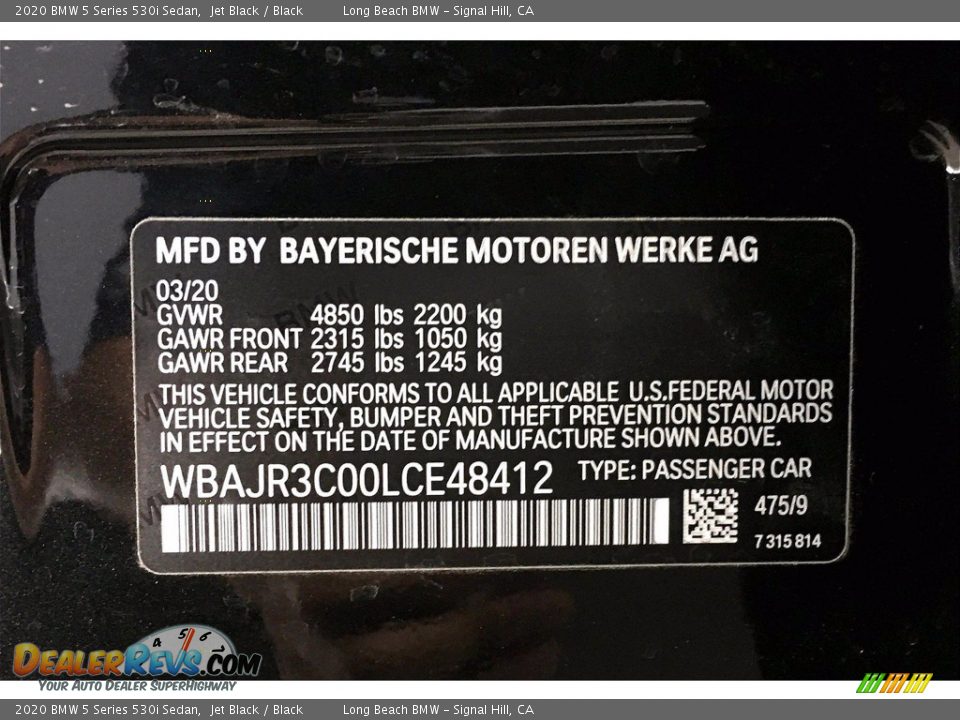 2020 BMW 5 Series 530i Sedan, Jet Black / Black Long Beach BMW - Signal Hill, CA
MFD BY BAYERISCHE MOTOREN WERKE AG
03/20
GVWR 4850 lbs 2200 kg
GAWR FRONT 2315 lbs 1050 kg
GAWR REAR 2745 lbs 1245 kg
THIS VEHICLE CONFORMS TO ALL APPLICABLE U.S.FEDERAL MOTOR
VEHICLE SAFETY, BUMPER AND THEFT PREVENTION STANDARDS
IN EFFECT ON THE DATE OF MANUFACTURE SHOWN ABOVE.
WBAJR3C00LCE48412 TYPE: PASSENGER CAR
475/9
7 315 814
4 5 6
DEALERREVS.COM
YOUR AUTO DEALER SUPERHIGHWAY
2020 BMW 5 Series 530i Sedan, Jet Black / Black Long Beach BMW - Signal Hill, CA